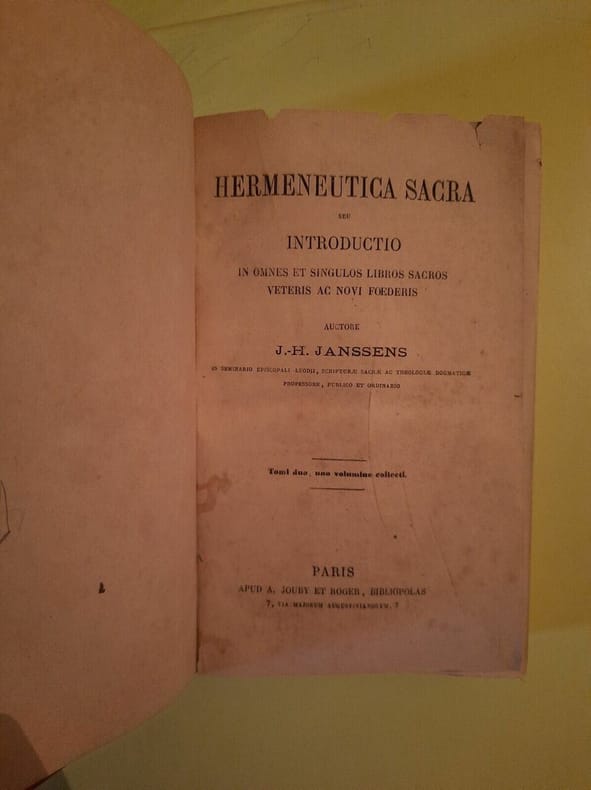 HERMENEUTICA SACRA
SEU
INTRODUCTIO
IN OMNES ET SINGULOS LIBROS SACROS
VETERIS AC NOVI FŒDERIS
AUCTORE
J.-H. JANSSENS
IN SEMINARIO EPISCOPALI LEODII, SCRIPTURÆ SACRÆ AC THEOLOGIÆ DOGMATICÆ
PROFESSORE, PUBLICO ET ORDINARIO
Tomi duo, uno volumine collecti.
PARIS
APUD A. JOUBY ET ROGER, BIBLIOPOLAS
7, VIA MAJORUM AUGUSTINIANORUM, 7